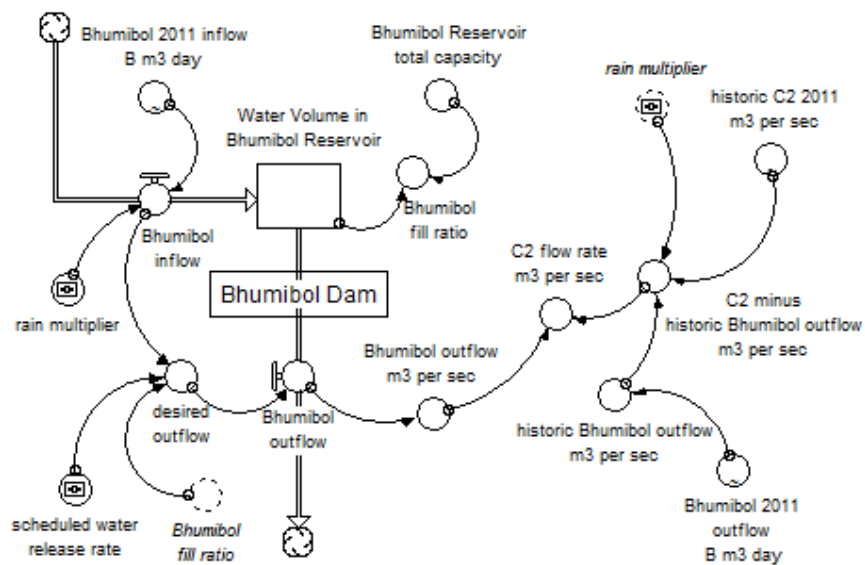 Bhumibol 2011 inflow
B m3 day
Bhumibol Reservoir
total capacity
rain multiplier
historic C2 2011
m3 per sec
Water Volume in
Bhumibol Reservoir
Bhumibol
inflow
Bhumibol
fill ratio
C2 flow rate
m3 per sec
rain multiplier
Bhumibol Dam
C2 minus
historic Bhumibol outflow
m3 per sec
Bhumibol outflow
m3 per sec
desired
outflow
Bhumibol
outflow
historic Bhumibol outflow
m3 per sec
scheduled water
release rate
Bhumibol
fill ratio
Bhumibol 2011
outflow
B m3 day